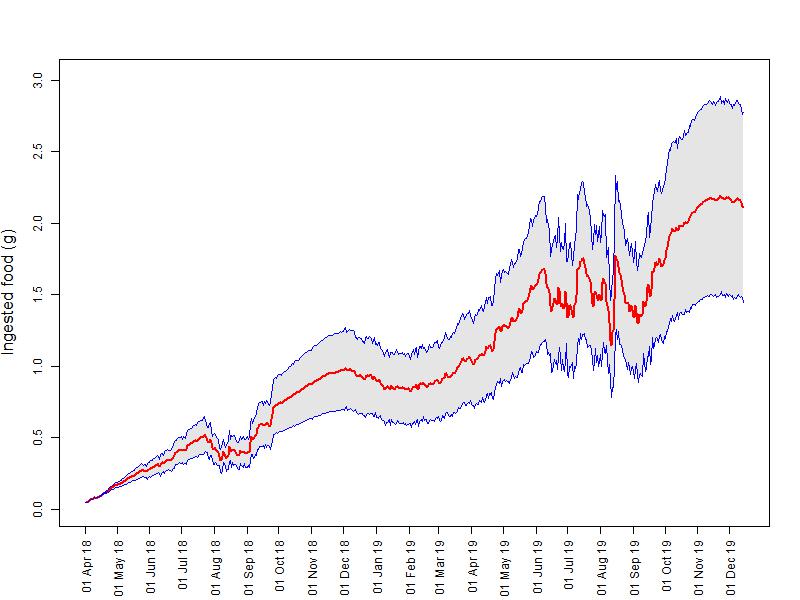 Ingested food (g)
3.0
2.5
2.0
1.5
1.0
0.5
0.0
01 Apr 18
01 May 18
01 Jun 18
01 Jul 18
01 Aug 18
01 Sep 18
01 Oct 18
01 Nov 18
01 Dec 18
01 Jan 19
01 Feb 19
01 Mar 19
01 Apr 19
01 May 19
01 Jun 19
01 Jul 19
01 Aug 19
01 Sep 19
01 Oct 19
01 Nov 19
01 Dec 19